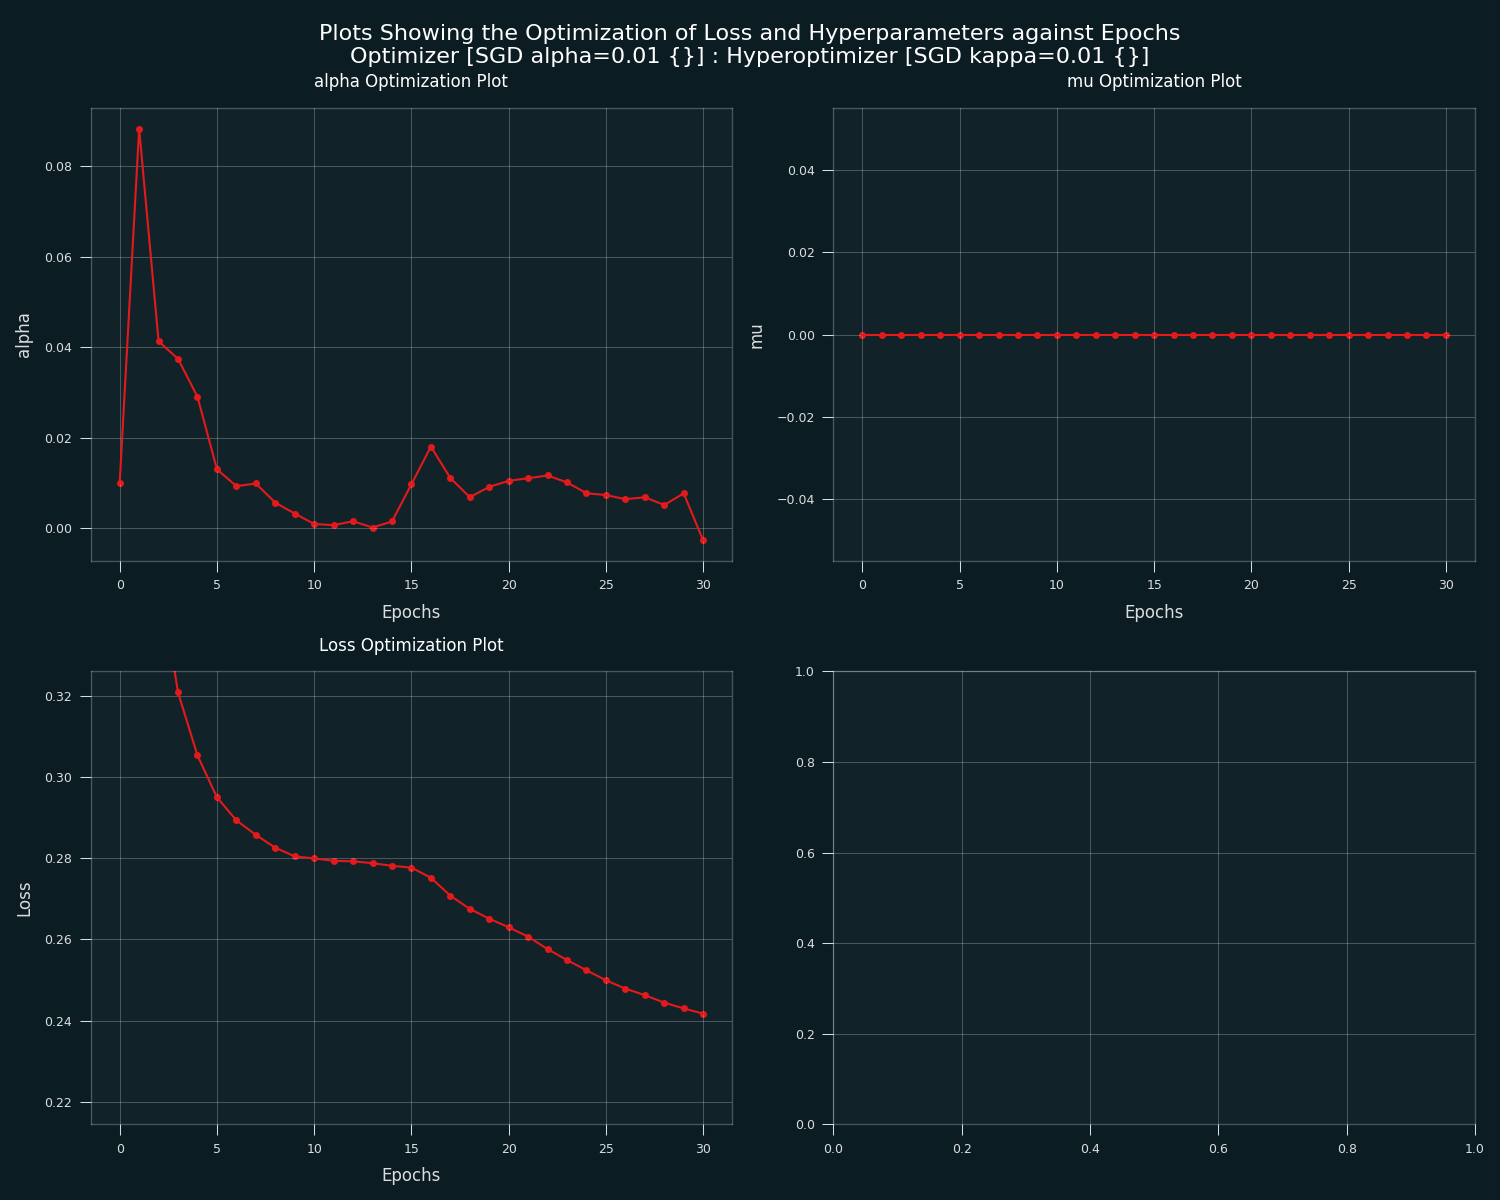 Plots Showing the Optimization of Loss and Hyperparameters against Epochs
Optimizer [SGD alpha=0.01 {}] : Hyperoptimizer [SGD kappa=0.01 {}]
alpha Optimization Plot
alpha
0.08
0.06
0.04
0.02
0.00
0 5 10 15 20 25 30
Epochs
mu Optimization Plot
mu
0.04
0.02
0.00
−0.02
−0.04
0 5 10 15 20 25 30
Epochs
Loss Optimization Plot
Loss
0.32
0.30
0.28
0.26
0.24
0.22
0 5 10 15 20 25 30
Epochs
1.0
0.8
0.6
0.4
0.2
0.0
0.0 0.2 0.4 0.6 0.8 1.0